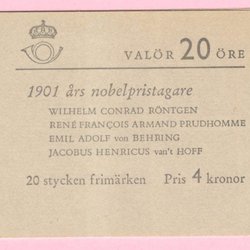 VALÖR 20 ÖRE
1901 års nobelpristagare
WILHELM CONRAD RÖNTGEN
RENÉ FRANÇOIS ARMAND PRUDHOMME
EMIL ADOLF von BEHRING
JACOBUS HENRICUS van't HOFF
20 stycken frimärken Pris 4 kronor